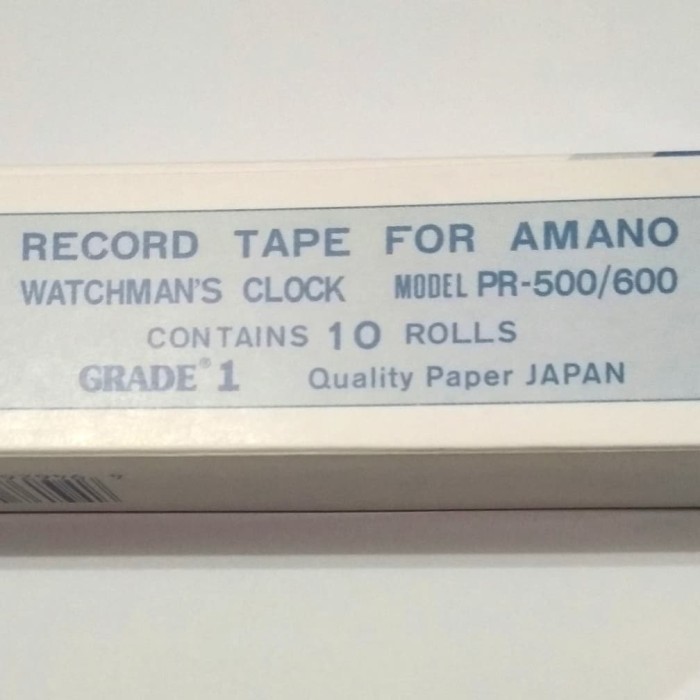 RECORD TAPE FOR AMANO
WATCHMAN'S CLOCK MODEL PR-500/600
CONTAINS 10 ROLLS
GRADE® 1 Quality Paper JAPAN